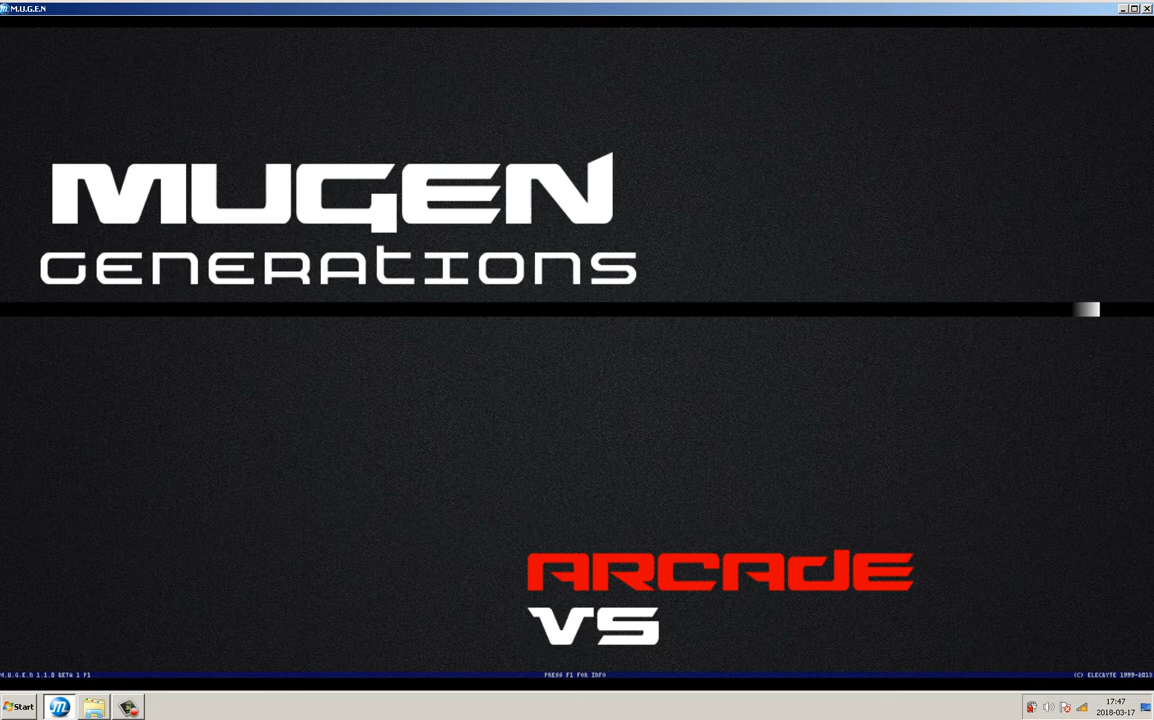 M.U.G.E.N
MUGEN
GENERATIONS
ARCADE
VS
M.U.G.E.N 1.1.0 BETA 1 P1
PRESS F1 FOR INFO
(C) ELECBYTE 1999-2013
Start
17:47
2018-03-17